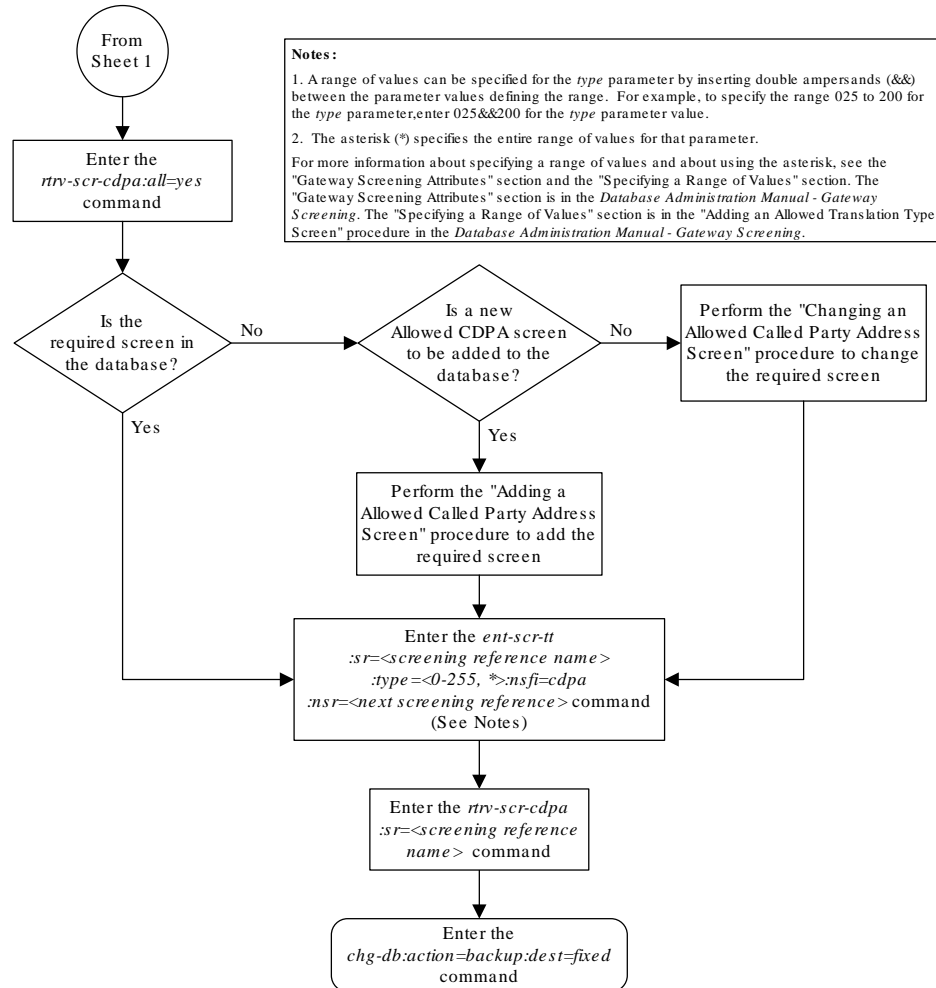 From
Sheet 1
Notes:
1. A range of values can be specified for the type parameter by inserting double ampersands (&&)
between the parameter values defining the range. For example, to specify the range 025 to 200 for
the type parameter,enter 025&&200 for the type parameter value.
2. The asterisk (*) specifies the entire range of values for that parameter.
For more information about specifying a range of values and about using the asterisk, see the
"Gateway Screening Attributes" section and the "Specifying a Range of Values" section. The
"Gateway Screening Attributes" section is in the Database Administration Manual - Gateway
Screening. The "Specifying a Range of Values" section is in the "Adding an Allowed Translation Type
Screen" procedure in the Database Administration Manual - Gateway Screening.
Enter the
rtrv-scr-cdpa:all=yes
command
Is the
required screen in
the database?
No
Yes
Is a new
Allowed CDPA screen
to be added to the
database?
No
Yes
Perform the "Changing an
Allowed Called Party Address
Screen" procedure to change
the required screen
Perform the "Adding a
Allowed Called Party Address
Screen" procedure to add the
required screen
Enter the ent-scr-tt
:sr=<screening reference name>
:type=<0-255, *>:nsfi=cdpa
:nsr=<next screening reference> command
(See Notes)
Enter the rtrv-scr-cdpa
:sr=<screening reference
name> command
Enter the
chg-db:action=backup:dest=fixed
command